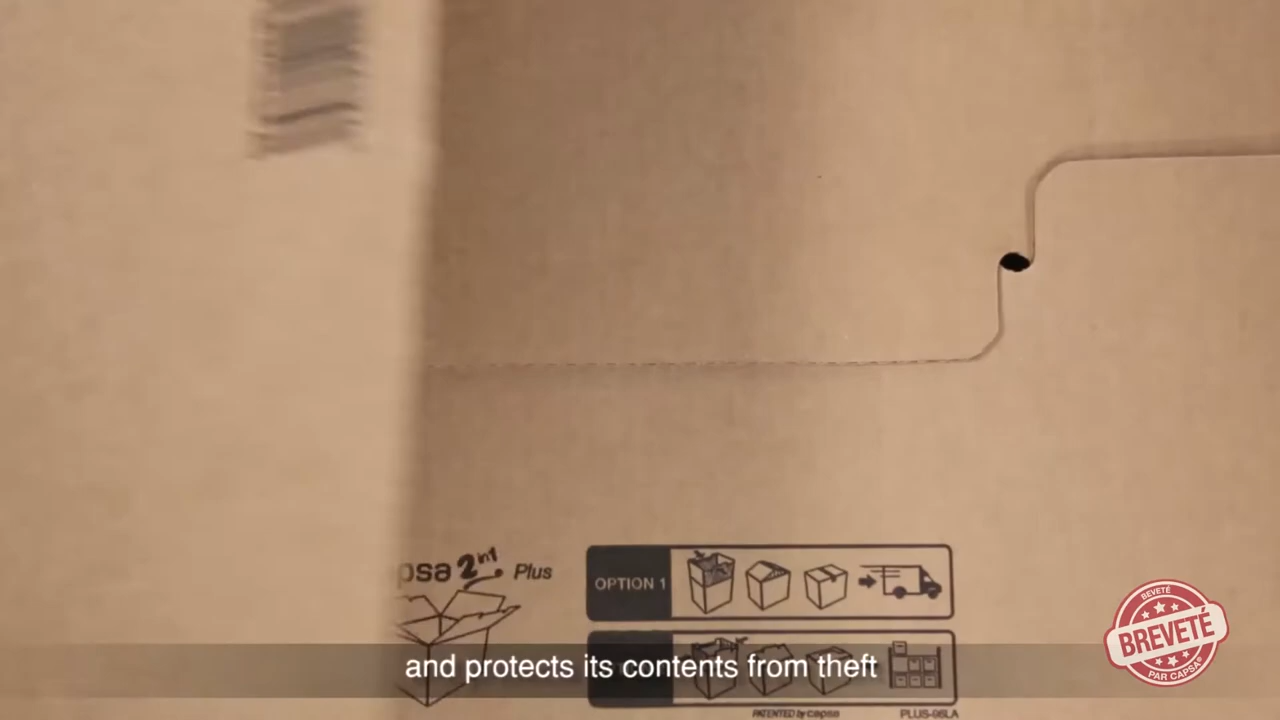 psa 2 in1 Plus
OPTION 1
and protects its contents from theft
PATENTED by capsa
PLUS-06LA
BEVETÉ
BREVETÉ
PAR CAPSA